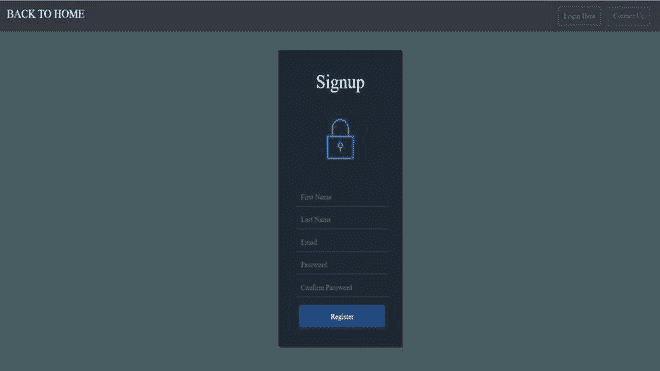 BACK TO HOME
Login Here
Contact Us
Signup
First Name
Last Name
Email
Password
Confirm Password
Register